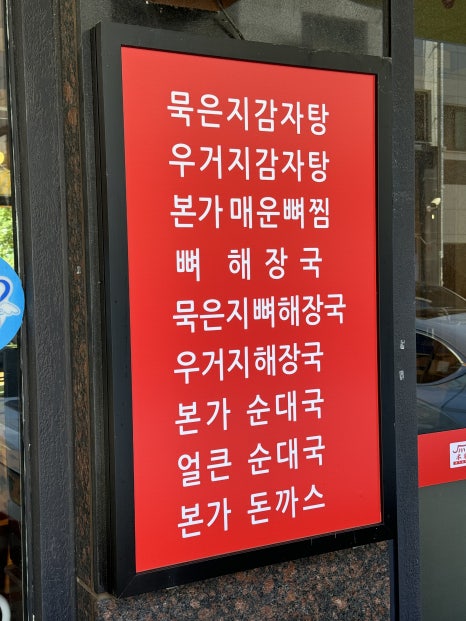 묵은지감자탕
우거지감자탕
본가매운뼈찜
뼈 해 장 국
묵은지뼈해장국
우거지해장국
본가 순대국
얼큰 순대국
본가 돈까스